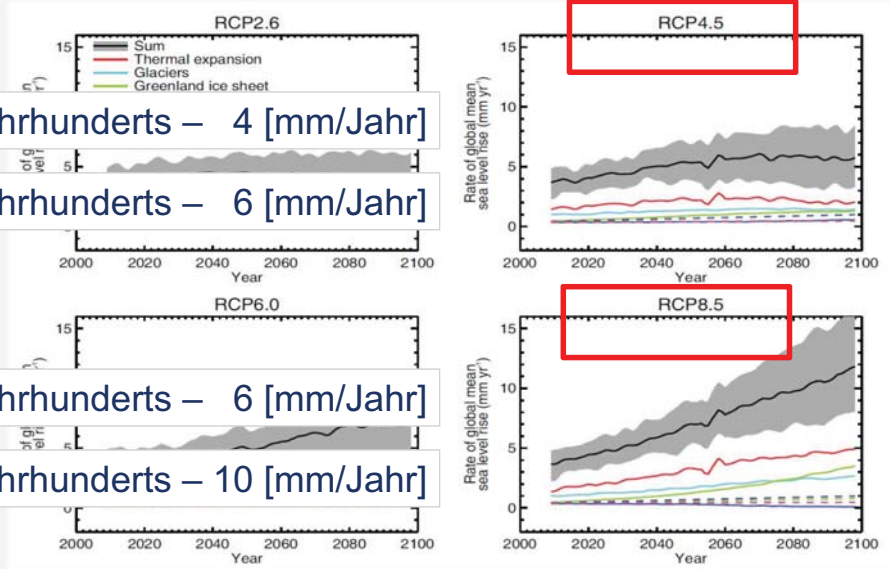 RCP2.6
15
Sum
Thermal expansion
Glaciers
Greenland ice sheet
hrhunderts – 4 [mm/Jahr]
5
hrhunderts – 6 [mm/Jahr]
2000 2020 2040 2060 2080 2100
Year
RCP4.5
15
10
5
0
Rate of global mean
sea level rise (mm yr⁻¹)
2000 2020 2040 2060 2080 2100
Year
RCP6.0
15
hrhunderts – 6 [mm/Jahr]
5
hrhunderts – 10 [mm/Jahr]
0
2000 2020 2040 2060 2080 2100
Year
RCP8.5
15
10
5
0
Rate of global mean
sea level rise (mm yr⁻¹)
2000 2020 2040 2060 2080 2100
Year